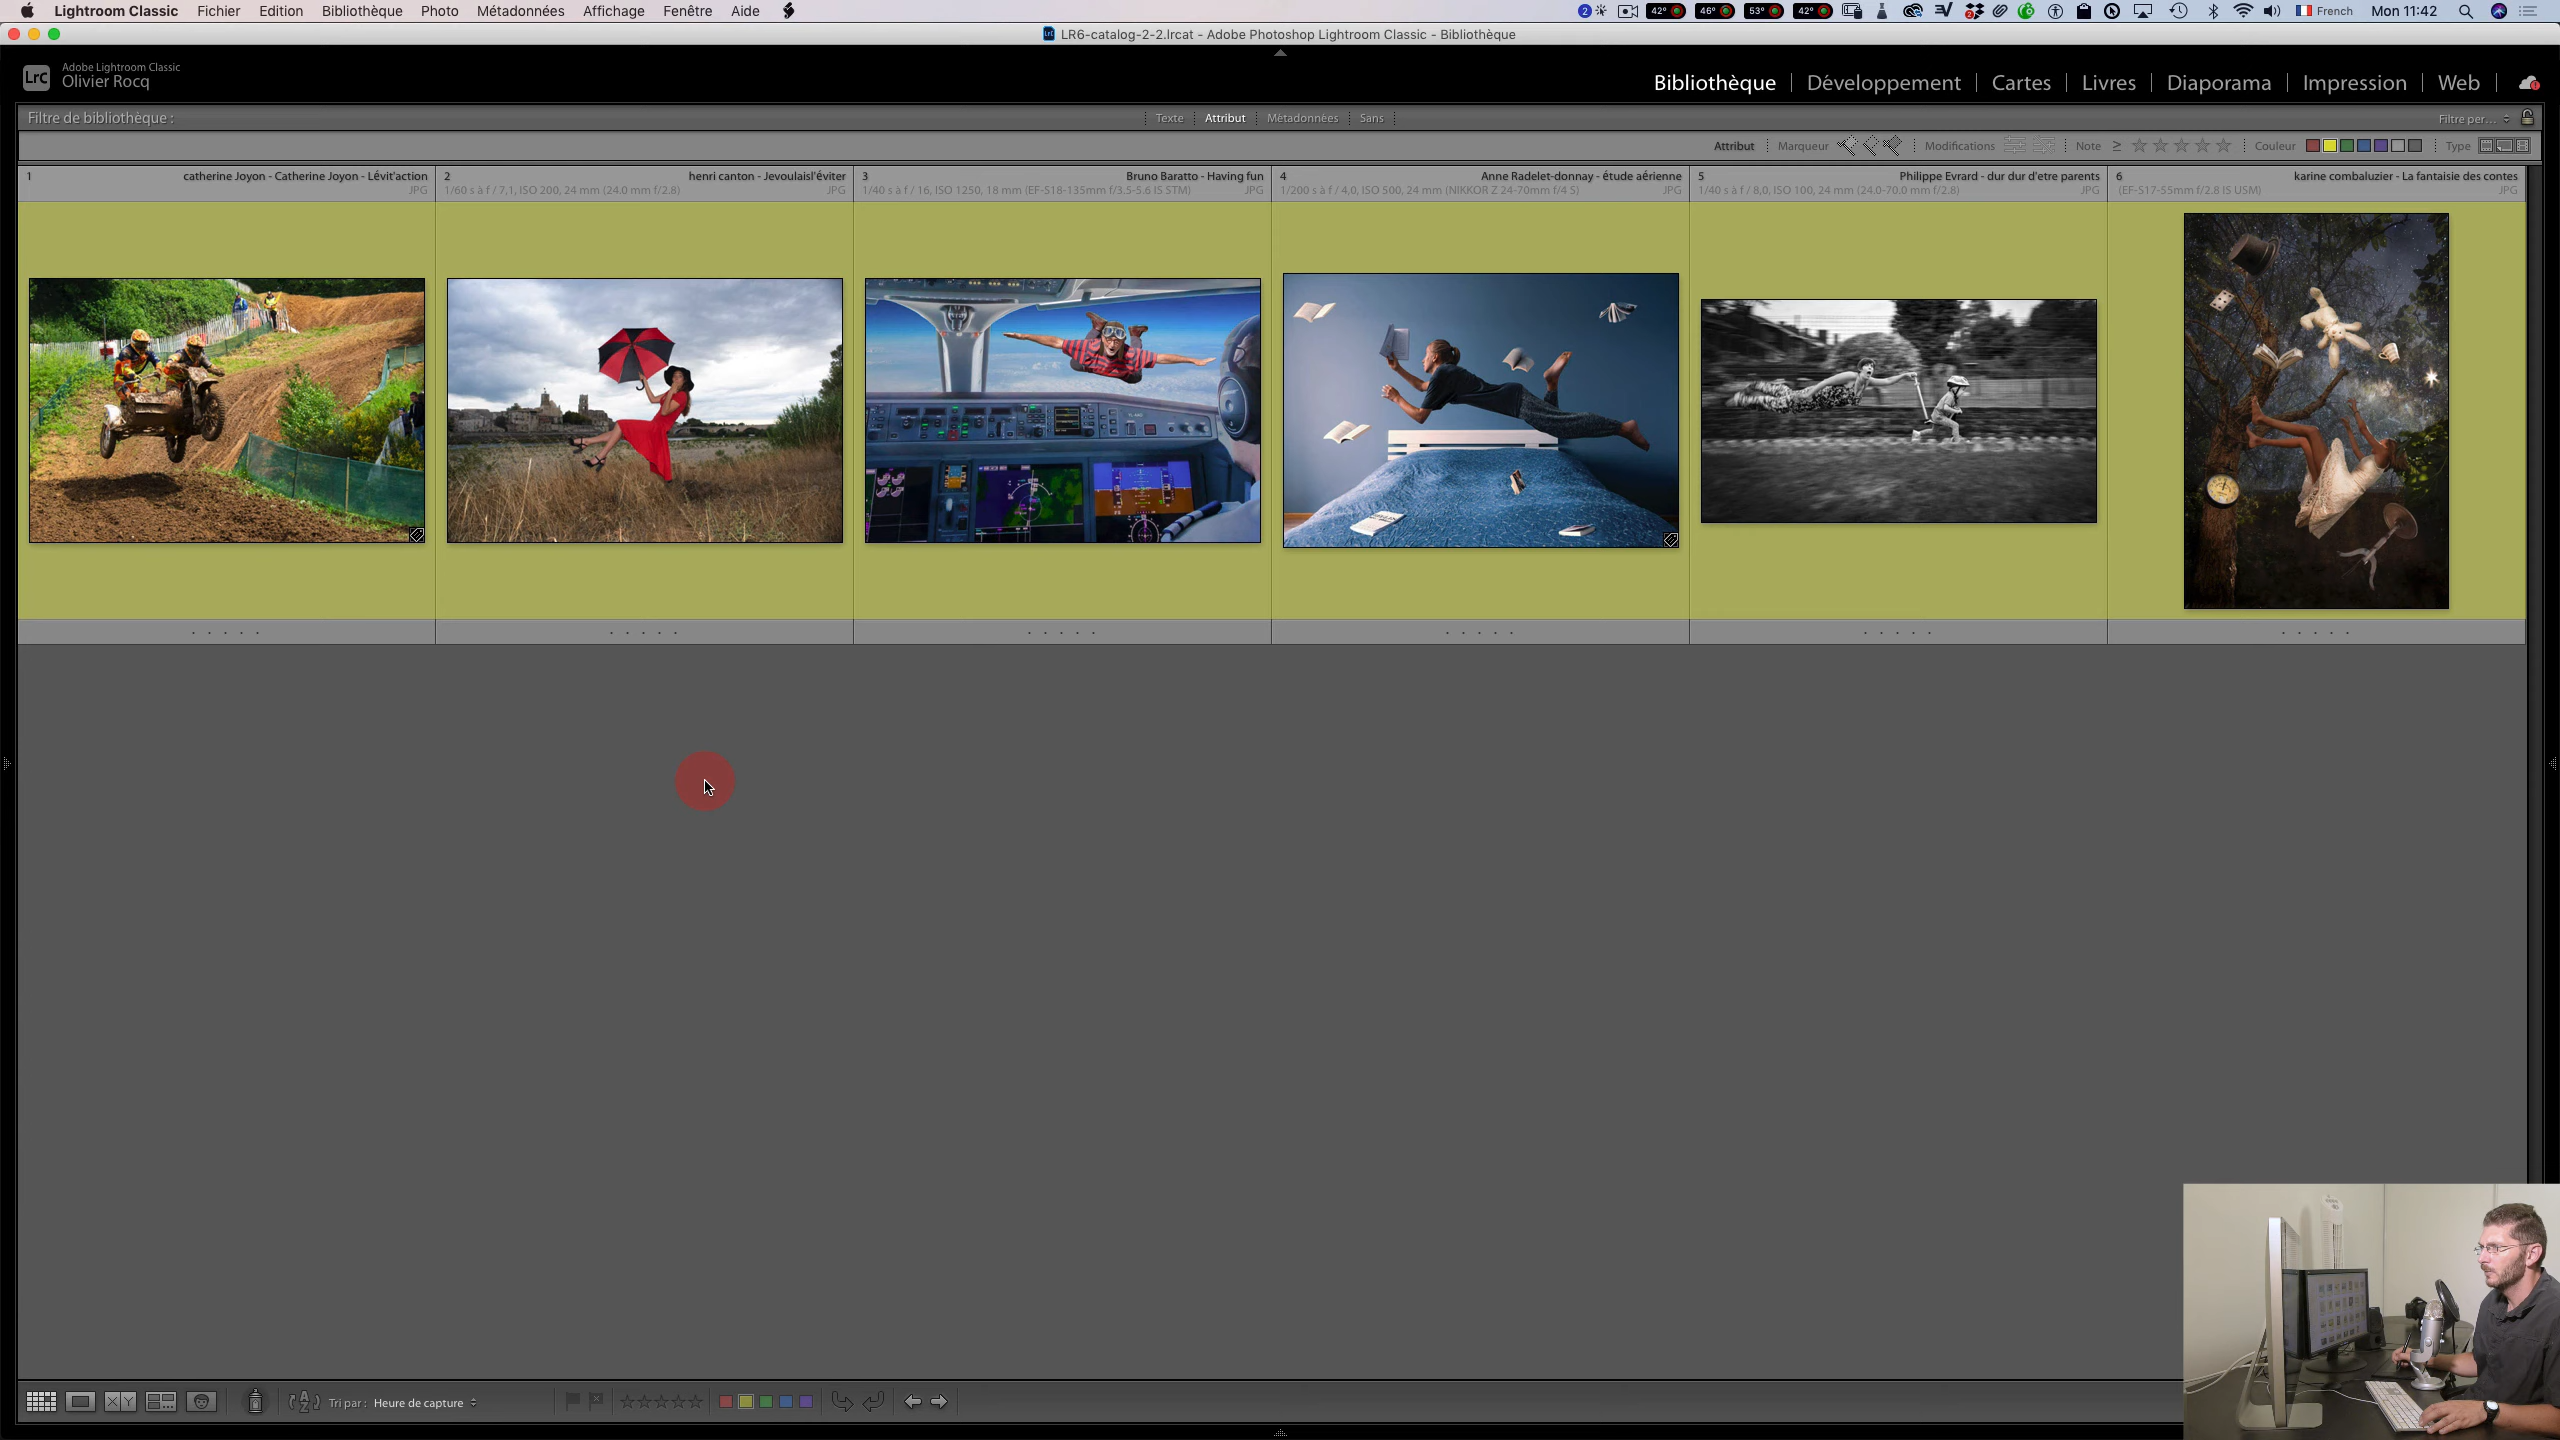 Lightroom Classic Fichier Edition Bibliothèque Photo Métadonnées Affichage Fenêtre Aide 2 42° 46° 53° 42° French Mon 11:42
LR6-catalog-2-2.lrcat - Adobe Photoshop Lightroom Classic - Bibliothèque
LrC Adobe Lightroom Classic
Olivier Rocq
Bibliothèque Développement Cartes Livres Diaporama Impression Web
Filtre de bibliothèque : Texte Attribut Métadonnées Sans Filtre per...
Attribut Marqueur Modifications Note ≥ Couleur Type
1 catherine Joyon - Catherine Joyon - Lévit'action
JPG
2 henri canton - Jevoulaisl'éviter
1/60 s à f / 7,1, ISO 200, 24 mm (24.0 mm f/2.8) JPG
3 Bruno Baratto - Having fun
1/40 s à f / 16, ISO 1250, 18 mm (EF-S18-135mm f/3.5-5.6 IS STM) JPG
4 Anne Radelet-donnay - étude aérienne
1/200 s à f / 4,0, ISO 500, 24 mm (NIKKOR Z 24-70mm f/4 S) JPG
5 Philippe Evrard - dur dur d'etre parents
1/40 s à f / 8,0, ISO 100, 24 mm (24.0-70.0 mm f/2.8) JPG
6 karine combaluzier - La fantaisie des contes
(EF-S17-55mm f/2.8 IS USM) JPG
XY Tri par : Heure de capture